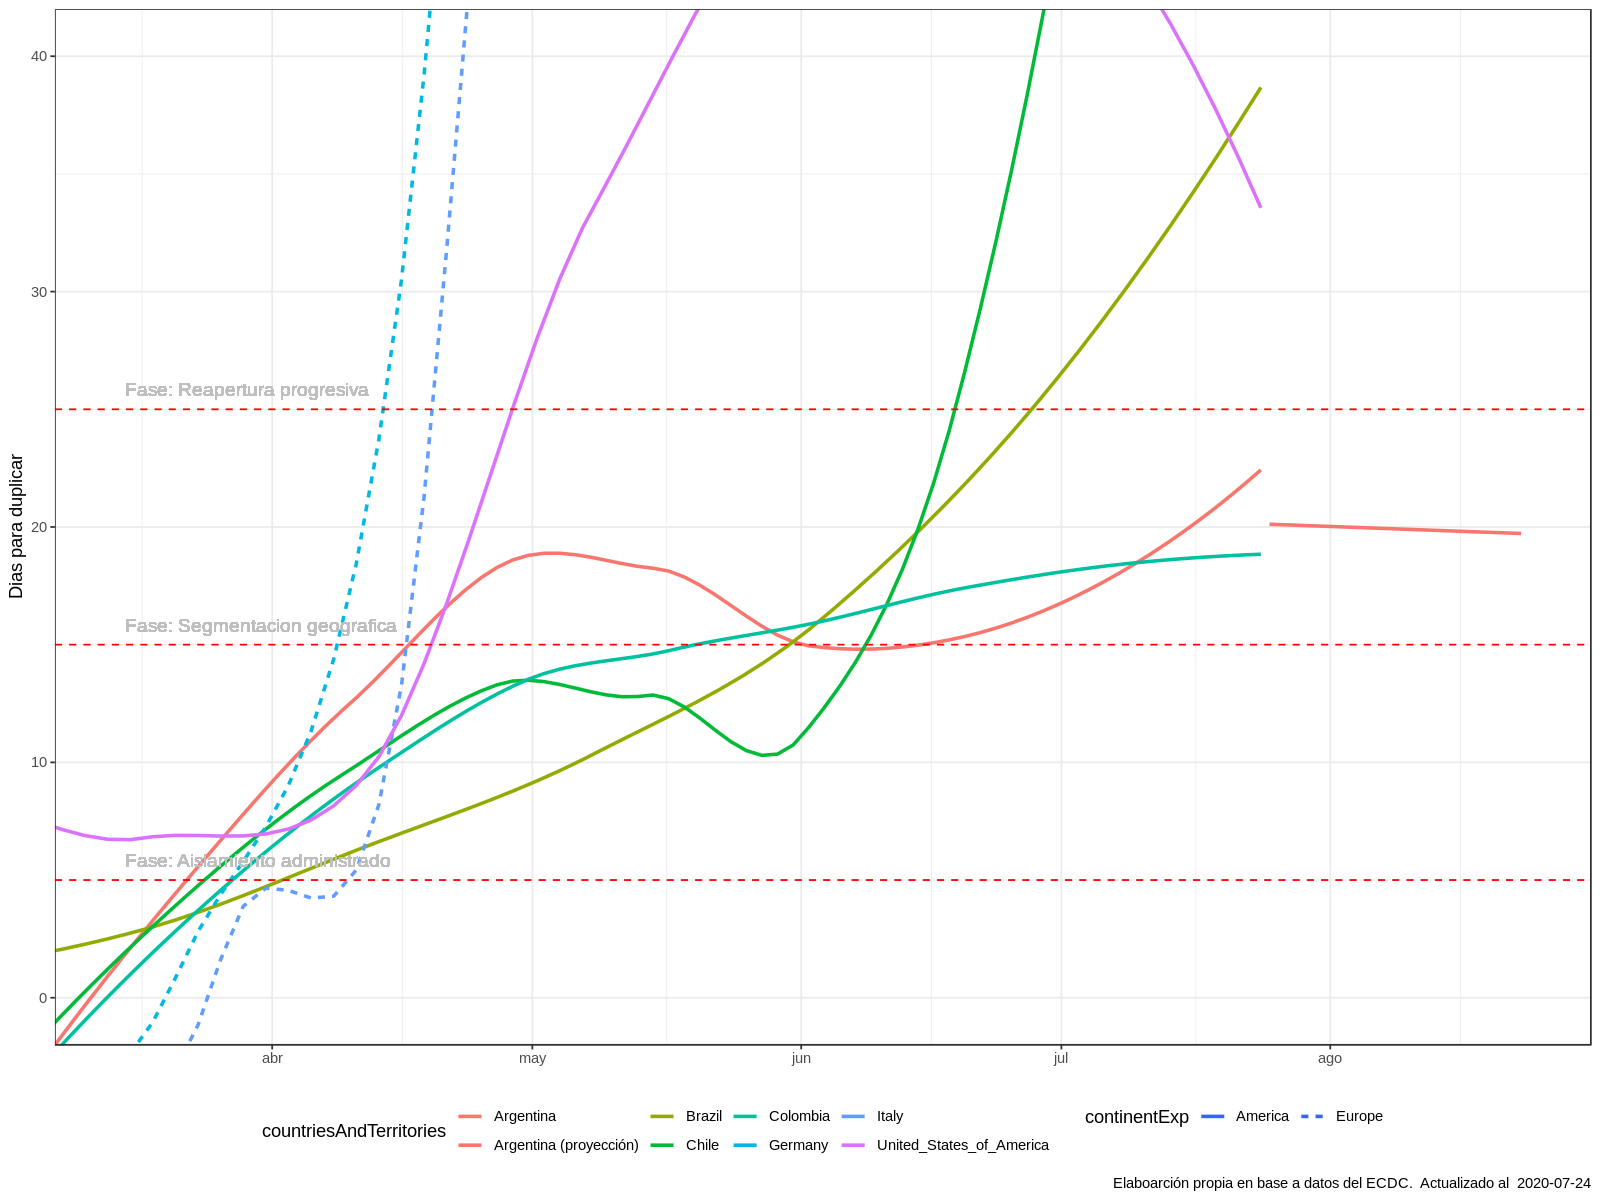 40
30
20
10
0
Dias para duplicar
Fase: Reapertura progresiva
Fase: Segmentacion geografica
Fase: Aislamiento administrado
abr
may
jun
jul
ago
countriesAndTerritories
Argentina
Argentina (proyección)
Brazil
Chile
Colombia
Germany
Italy
United_States_of_America
continentExp
America
Europe
Elaboarción propia en base a datos del ECDC.  Actualizado al  2020-07-24